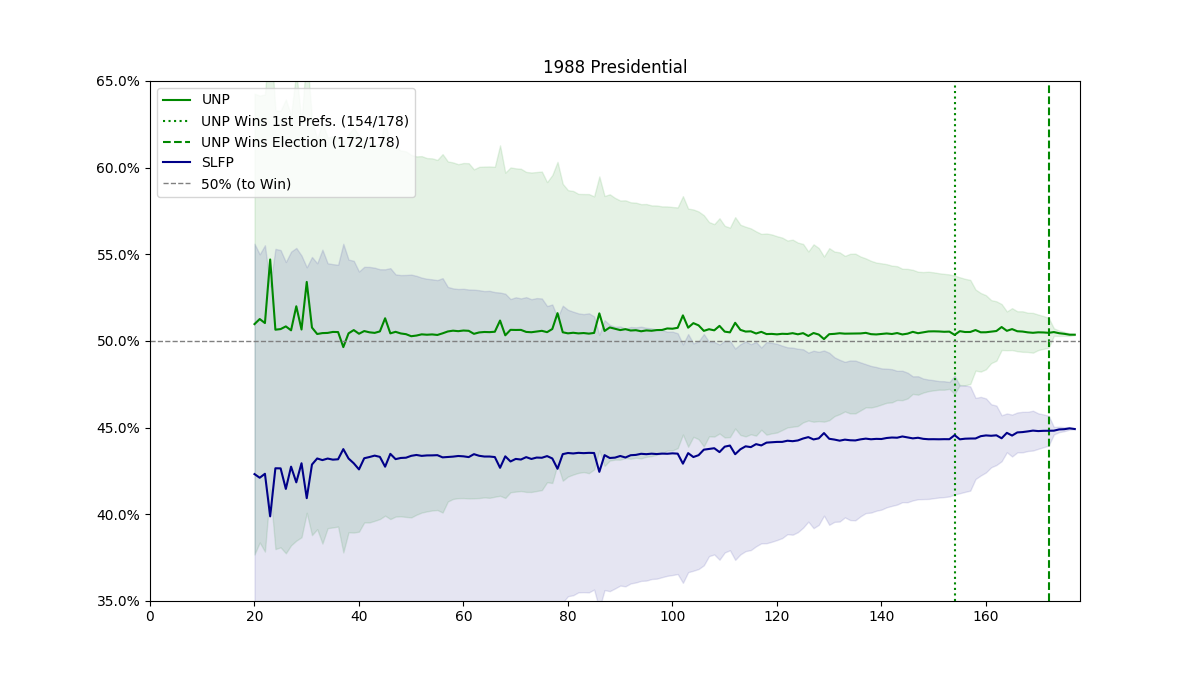 1988 Presidential
65.0%
60.0%
55.0%
50.0%
45.0%
40.0%
35.0%
UNP
UNP Wins 1st Prefs. (154/178)
UNP Wins Election (172/178)
SLFP
50% (to Win)
0 20 40 60 80 100 120 140 160